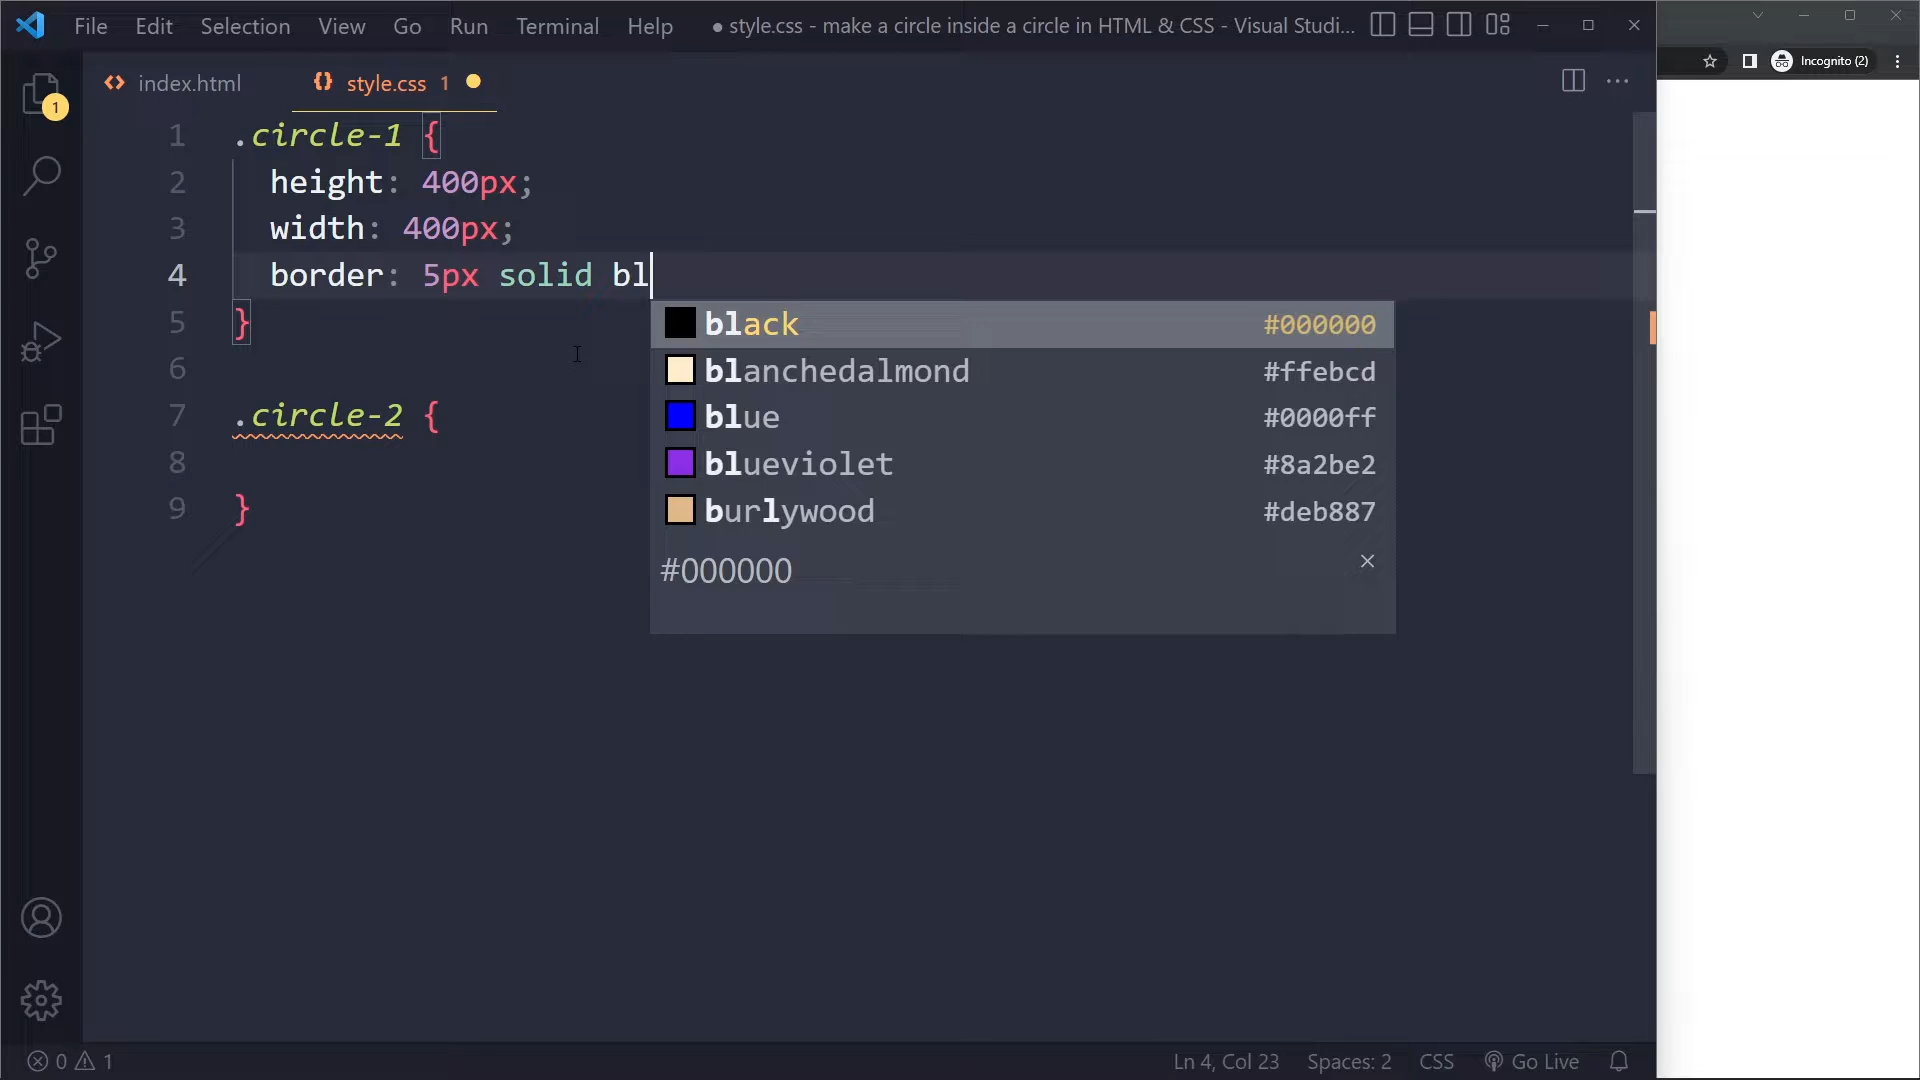 File Edit Selection View Go Run Terminal Help ● style.css - make a circle inside a circle in HTML & CSS - Visual Studi...
Incognito (2)
index.html {} style.css 1
1
1 .circle-1 {
2 height: 400px;
3 width: 400px;
4 border: 5px solid bl
5 }
black #000000
6
blanchedalmond #ffebcd
7 .circle-2 {
blue #0000ff
8
blueviolet #8a2be2
9 }
burlywood #deb887
#000000
0 1 Ln 4, Col 23 Spaces: 2 CSS Go Live